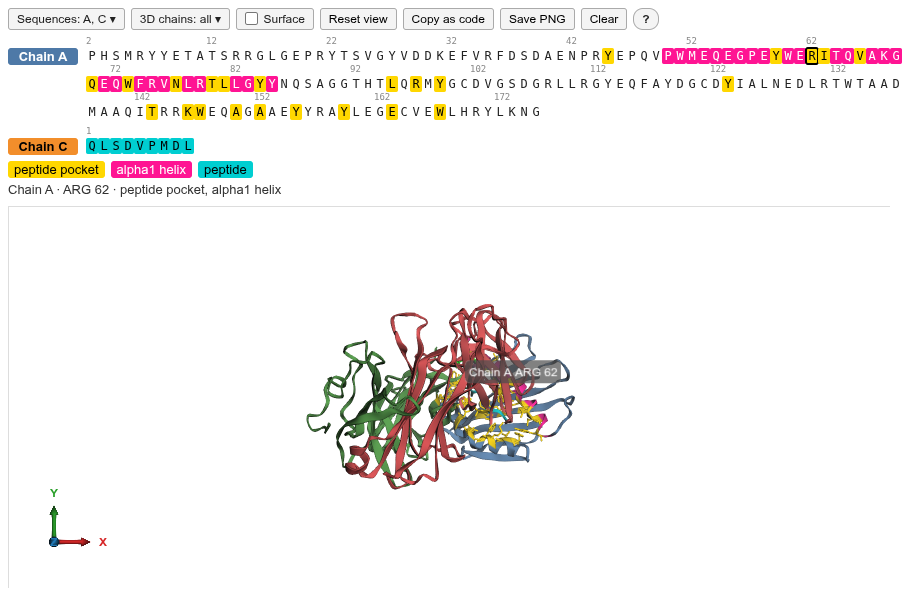 Sequences: A, C ▾ 3D chains: all ▾ Surface Reset view Copy as code Save PNG Clear ?
2 12 22 32 42 52 62
Chain A PHSMRYYETATSRRGLGEPRYTSVGYVDDKEFVRFDSDAENPRYEPQVPWMEQEGPEYWERITQVAKG
72 82 92 102 112 122 132
QEQWFRVNLRTLLGYYNQSAGGTHTLQRMYGCDVGSDGRLLRGYEQFAYDGCDYIALNEDLRTWTAAD
142 152 162 172
MAAQITRRKWEQAGAAEYYRAYLEGECVEWLHRYLKNG
1
Chain C QLSDVPMDL
peptide pocket alpha1 helix peptide
Chain A · ARG 62 · peptide pocket, alpha1 helix
Chain A ARG 62
Y
X